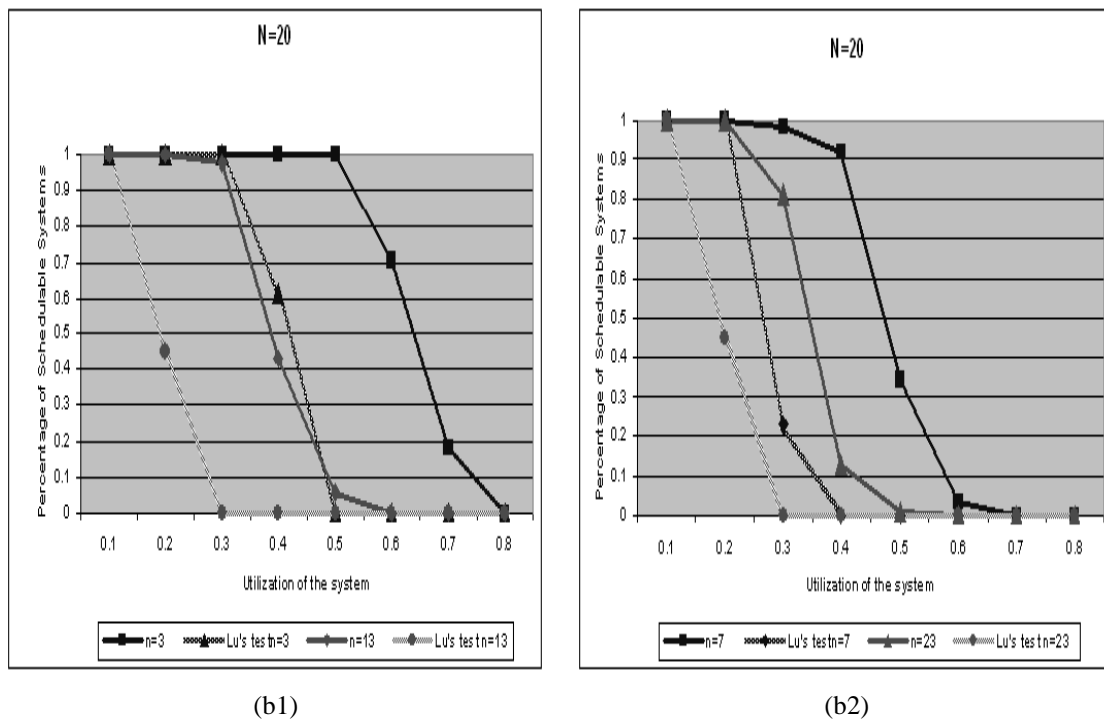 N=20
Percentage of Schedulable Systems
1
0.9
0.8
0.7
0.6
0.5
0.4
0.3
0.2
0.1
0
0.1 0.2 0.3 0.4 0.5 0.6 0.7 0.8
Utilization of the system
n=3 Lu's test n=3 n=13 Lu's test n=13
(b1)
N=20
Percentage of Schedulable Systems
1
0.9
0.8
0.7
0.6
0.5
0.4
0.3
0.2
0.1
0
0.1 0.2 0.3 0.4 0.5 0.6 0.7 0.8
Utilization of the system
n=7 Lu's test n=7 n=23 Lu's test n=23
(b2)